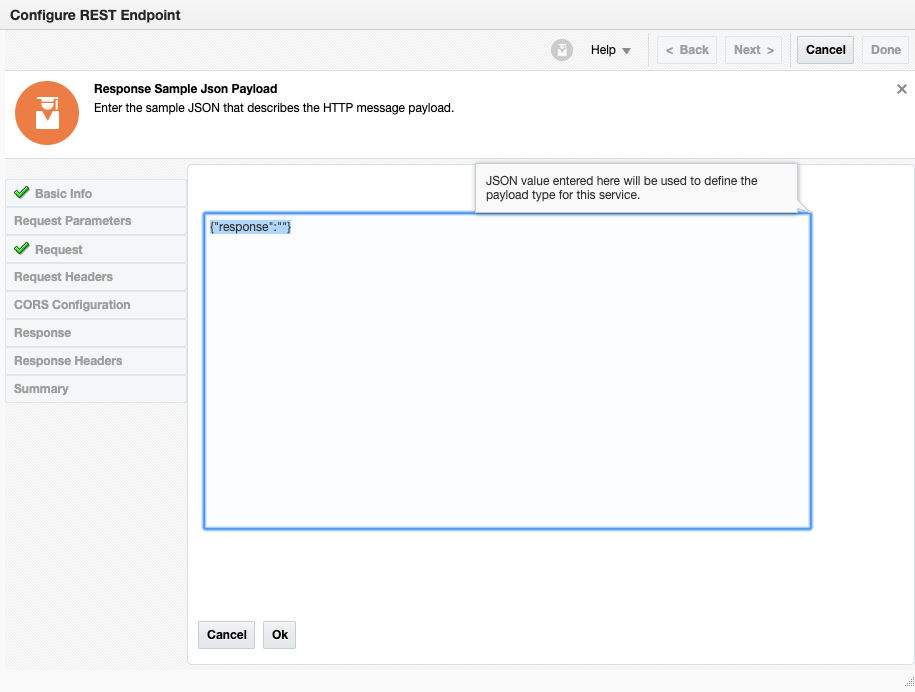 Configure REST Endpoint
Help
< Back
Next >
Cancel
Done
Response Sample Json Payload
Enter the sample JSON that describes the HTTP message payload.
JSON value entered here will be used to define the
payload type for this service.
Basic Info
Request Parameters
Request
Request Headers
CORS Configuration
Response
Response Headers
Summary
{"response":""}
Cancel
Ok